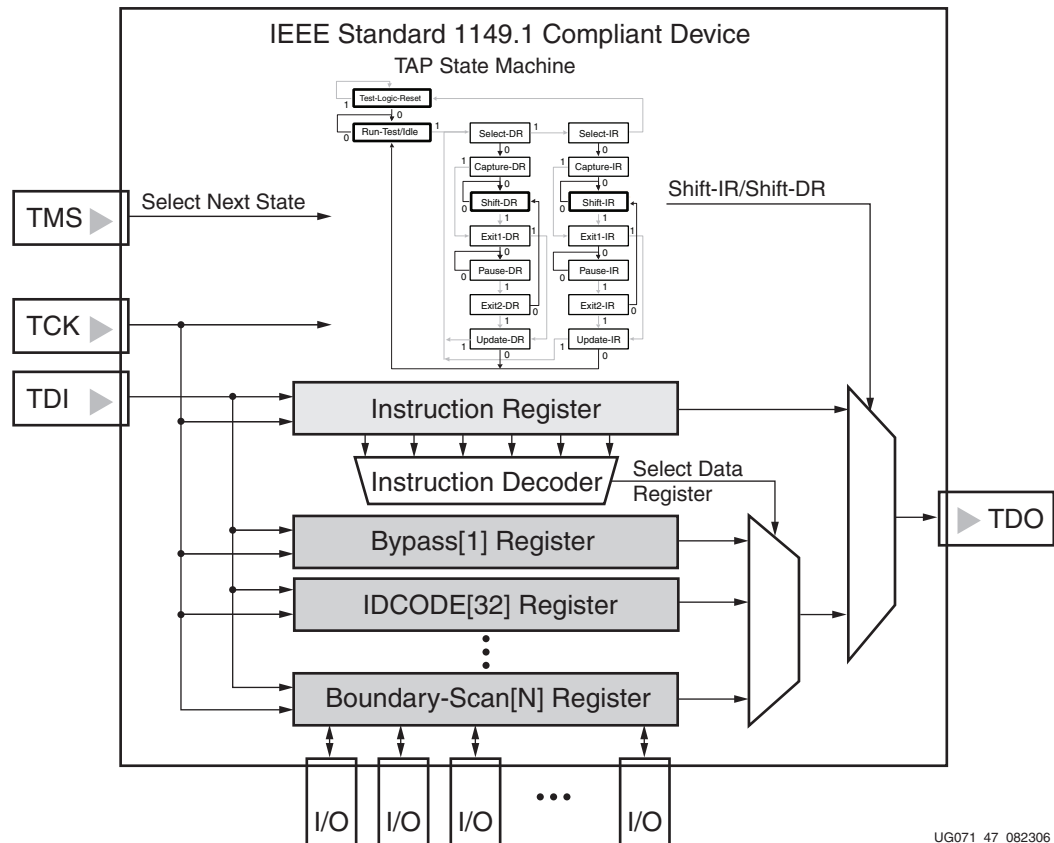 IEEE Standard 1149.1 Compliant Device
TAP State Machine
Test-Logic-Reset
1
0
Run-Test/Idle
0
1
Select-DR
1
Select-IR
0
0
1
Capture-DR
1
Capture-IR
0
0
Shift-DR
Shift-IR
0
0
1
1
Exit1-DR
1
Exit1-IR
1
0
0
Pause-DR
Pause-IR
0
0
1
1
Exit2-DR
0
Exit2-IR
0
1
1
Update-DR
Update-IR
1
0
1
0
TMS
Select Next State
Shift-IR/Shift-DR
TCK
TDI
Instruction Register
Instruction Decoder
Select Data
Register
Bypass[1] Register
TDO
IDCODE[32] Register
Boundary-Scan[N] Register
I/O
I/O
I/O
I/O
UG071_47_082306